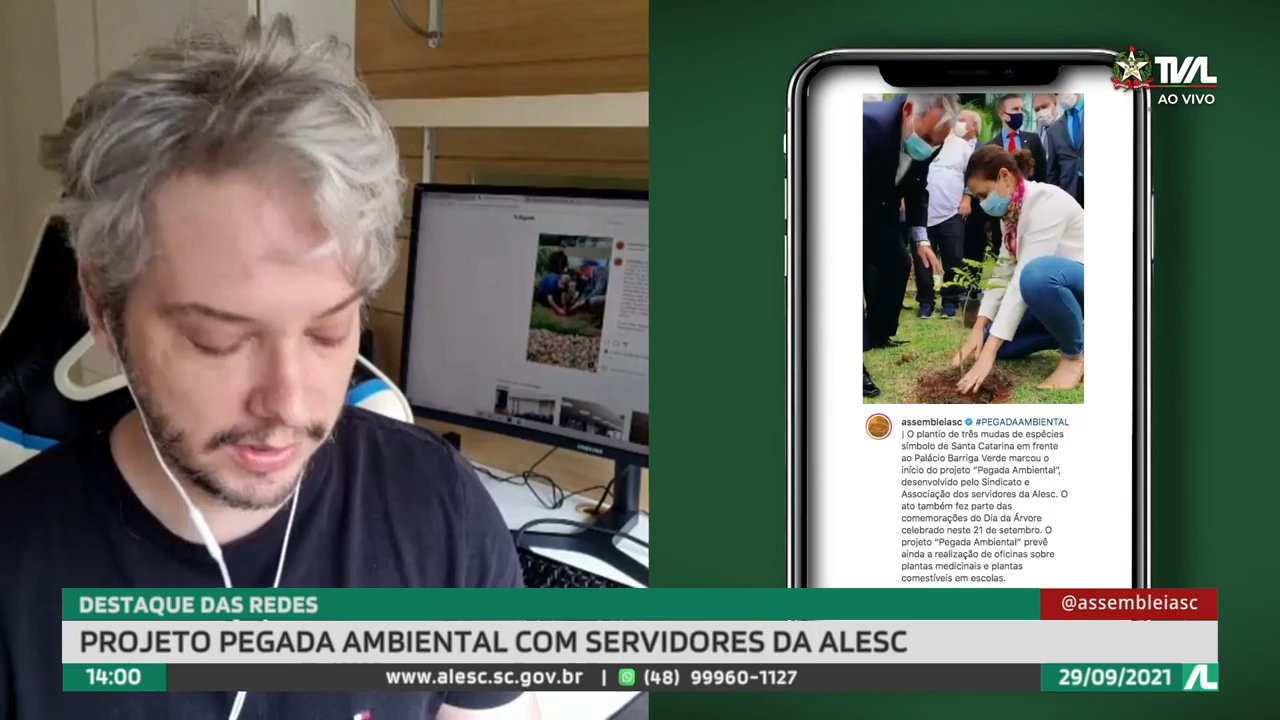 TVAL
AO VIVO
assembleiasc #PEGADAAMBIENTAL
| O plantio de três mudas de espécies
símbolo de Santa Catarina em frente
ao Palácio Barriga Verde marcou o
início do projeto “Pegada Ambiental”,
desenvolvido pelo Sindicato e
Associação dos servidores da Alesc. O
ato também fez parte das
comemorações do Dia da Árvore
celebrado neste 21 de setembro. O
projeto “Pegada Ambiental” prevê
ainda a realização de oficinas sobre
plantas medicinais e plantas
comestíveis em escolas.
SAMSUNG
DESTAQUE DAS REDES
@assembleiasc
PROJETO PEGADA AMBIENTAL COM SERVIDORES DA ALESC
14:00
www.alesc.sc.gov.br | (48) 99960-1127
29/09/2021